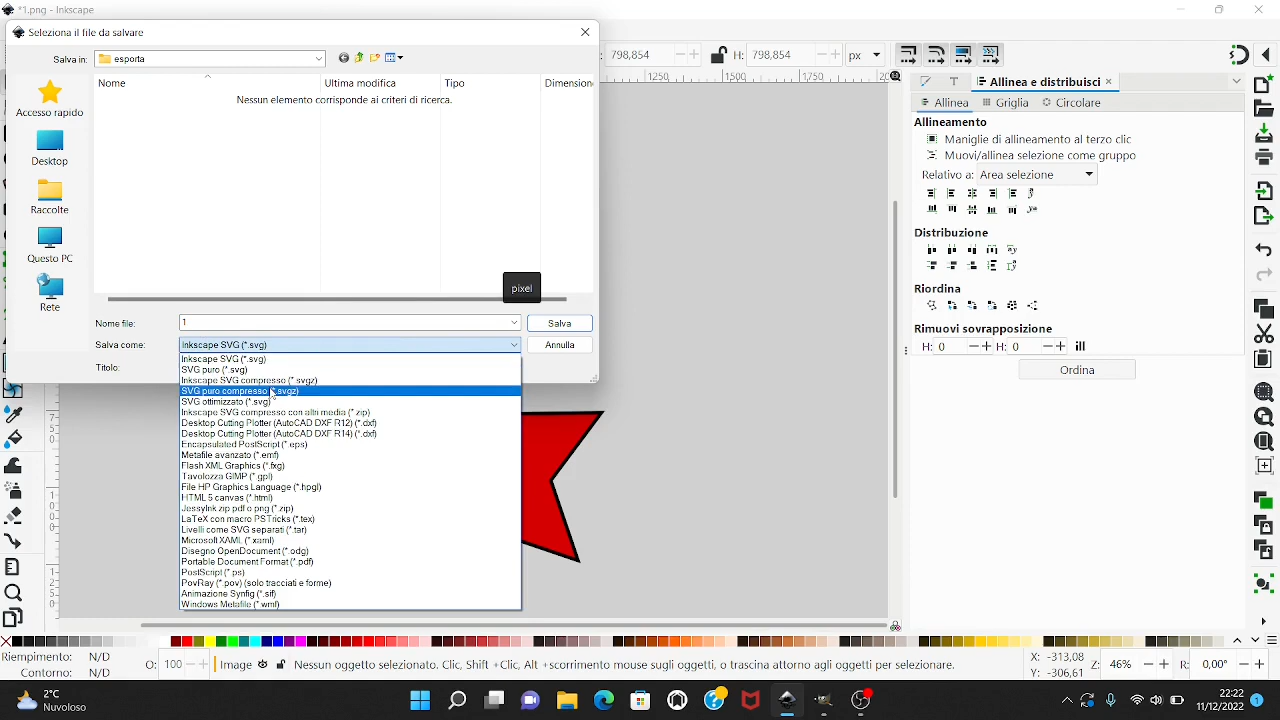 *1.png - Inkscape
Seleziona il file da salvare
Salva in:
esporta
798,854
H:
798,854
px
Nome
Ultima modifica
Tipo
Dimension
Nessun elemento corrisponde ai criteri di ricerca.
Accesso rapido
Desktop
Raccolte
Questo PC
Rete
pixel
Nome file:
1
Salva
Salva come:
Inkscape SVG (*.svg)
Annulla
Titolo:
Inkscape SVG (*.svg)
SVG puro (*.svg)
Inkscape SVG compresso (*.svgz)
SVG puro compresso (*.svgz)
SVG ottimizzato (*.svg)
Inkscape SVG compresso con altri media (*.zip)
Desktop Cutting Plotter (AutoCAD DXF R12) (*.dxf)
Desktop Cutting Plotter (AutoCAD DXF R14) (*.dxf)
Encapsulated PostScript (*.eps)
Metafile avanzato (*.emf)
Flash XML Graphics (*.fxg)
Tavolozza GIMP (*.gpl)
File HP Graphics Language (*.hpgl)
HTML 5 canvas (*.html)
JessyInk zip pdf o png (*.zip)
LaTeX con macro PSTricks (*.tex)
Livelli come SVG separati (*.tar)
Microsoft XAML (*.xaml)
Disegno OpenDocument (*.odg)
Portable Document Format (*.pdf)
PostScript (*.ps)
PovRay (*.pov) (solo tracciati e forme)
Animazione Synfig (*.sif)
Windows Metafile (*.wmf)
1250
1500
1750
Allinea e distribuisci
Allinea
Griglia
Circolare
Allineamento
Maniglie di allineamento al terzo clic
Muovi/allinea selezione come gruppo
Relativo a:
Area selezione
Distribuzione
Riordina
Rimuovi sovrapposizione
H: 0
H: 0
Ordina
Riempimento: N/D
Contorno: N/D
O: 100
Image
Nessun oggetto selezionato. Clic, Shift +Clic, Alt +scorrimento mouse sugli oggetti, o trascina attorno agli oggetti per selezionare.
X: -313,08
Y: -306,61
Z: 46%
R: 0,00°
2°C
Nuvoloso
22:22
11/12/2022
1